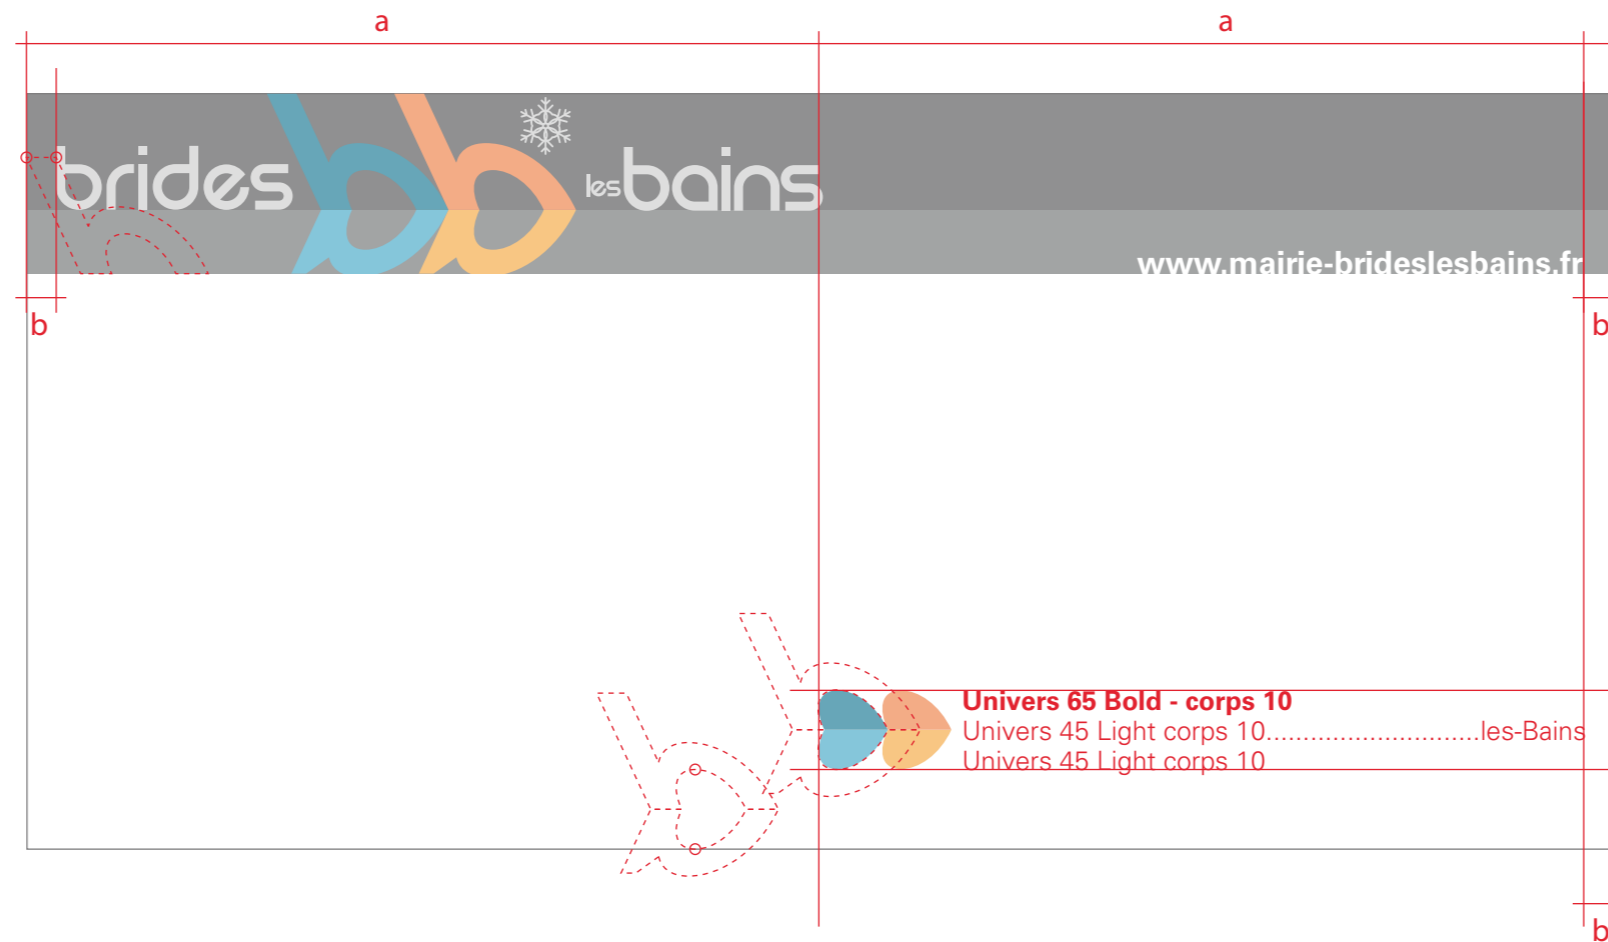 a a
brides les bains
www.mairie-brideslesbains.fr
b b
Univers 65 Bold - corps 10
Univers 45 Light corps 10...........................les-Bains
Univers 45 Light corps 10
b